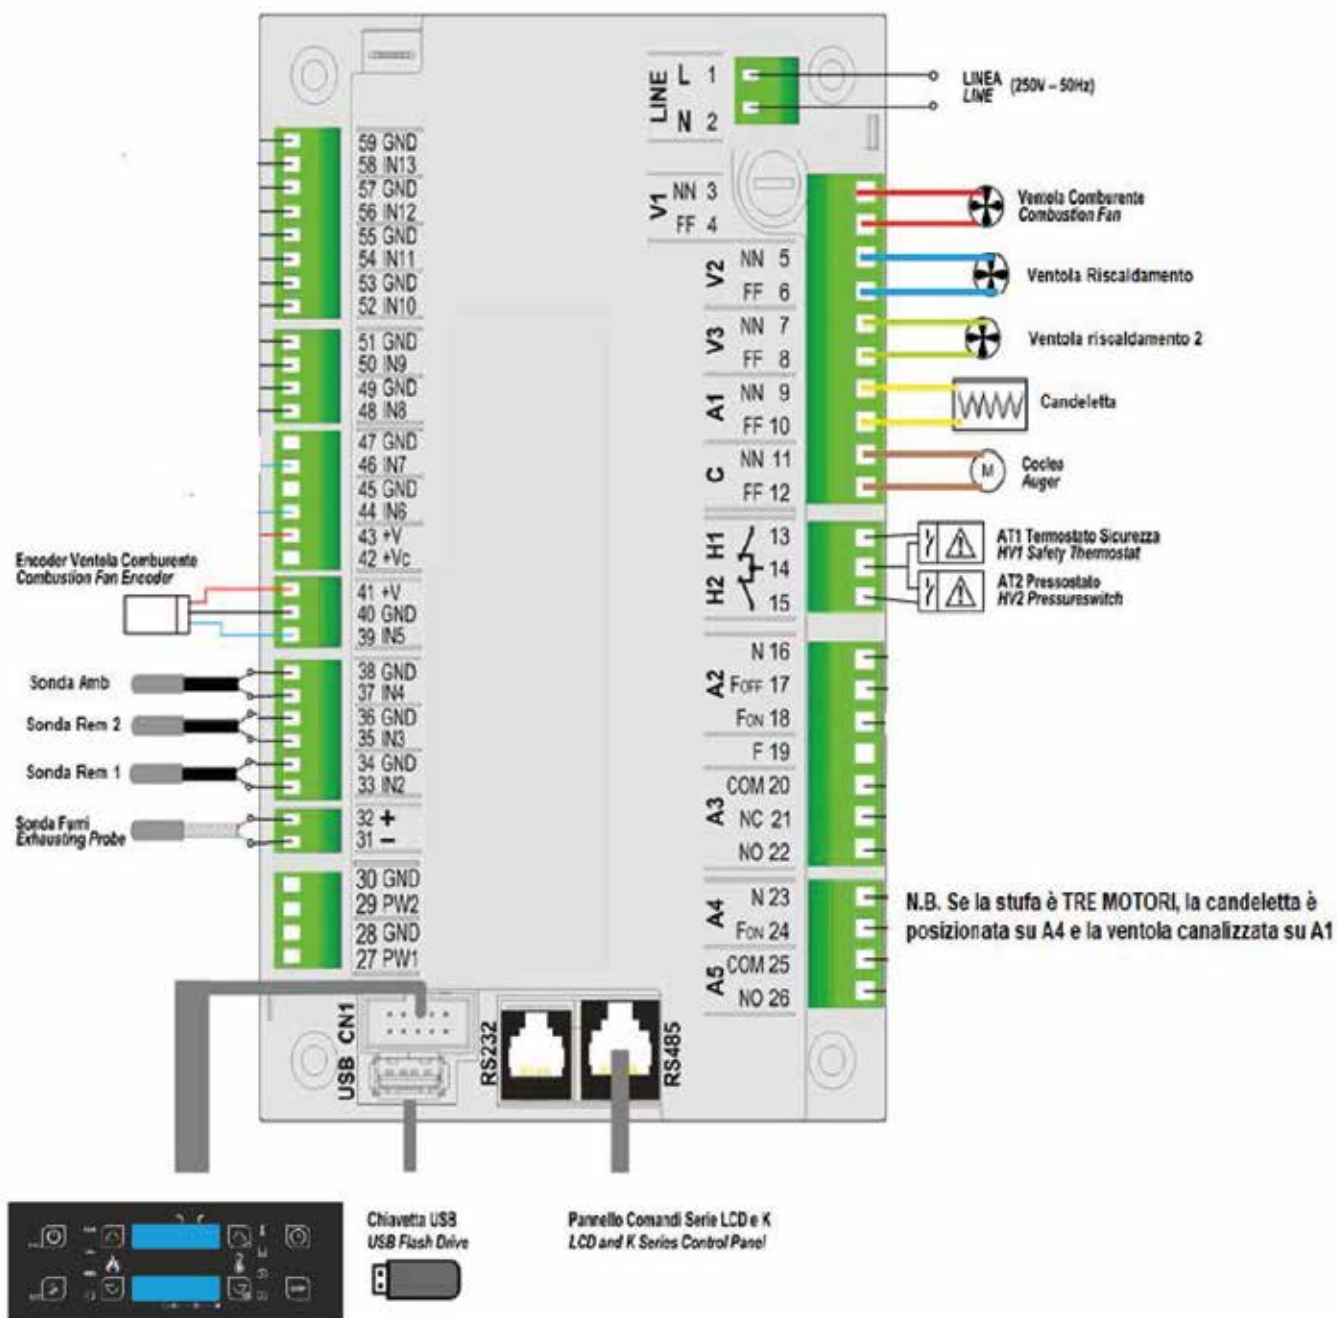 LINE
L 1
N 2
LINEA
LINE
(250V – 50Hz)
59 GND
58 IN13
57 GND
56 IN12
55 GND
54 IN11
53 GND
52 IN10
51 GND
50 IN9
49 GND
48 IN8
47 GND
46 IN7
45 GND
44 IN6
43 +V
42 +Vc
41 +V
40 GND
39 IN5
38 GND
37 IN4
36 GND
35 IN3
34 GND
33 IN2
32 +
31 –
30 GND
29 PW2
28 GND
27 PW1
Encoder Ventola Comburente
Combustion Fan Encoder
Sonda Amb
Sonda Rem 2
Sonda Rem 1
Sonda Fumi
Exhausting Probe
V1
NN 3
FF 4
V2
NN 5
FF 6
V3
NN 7
FF 8
A1
NN 9
FF 10
C
NN 11
FF 12
H1
H2
13
14
15
A2
N 16
FOFF 17
FON 18
F 19
A3
COM 20
NC 21
NO 22
A4
N 23
FON 24
A5
COM 25
NO 26
Ventola Comburente
Combustion Fan
Ventola Riscaldamento
Ventola riscaldamento 2
Candeletta
M
Coclea
Auger
AT1 Termostato Sicurezza
HV1 Safety Thermostat
AT2 Pressostato
HV2 Pressureswitch
N.B. Se la stufa è TRE MOTORI, la candeletta è
posizionata su A4 e la ventola canalizzata su A1
USB CN1
RS232
RS485
Chiavetta USB
USB Flash Drive
Pannello Comandi Serie LCD e K
LCD and K Series Control Panel